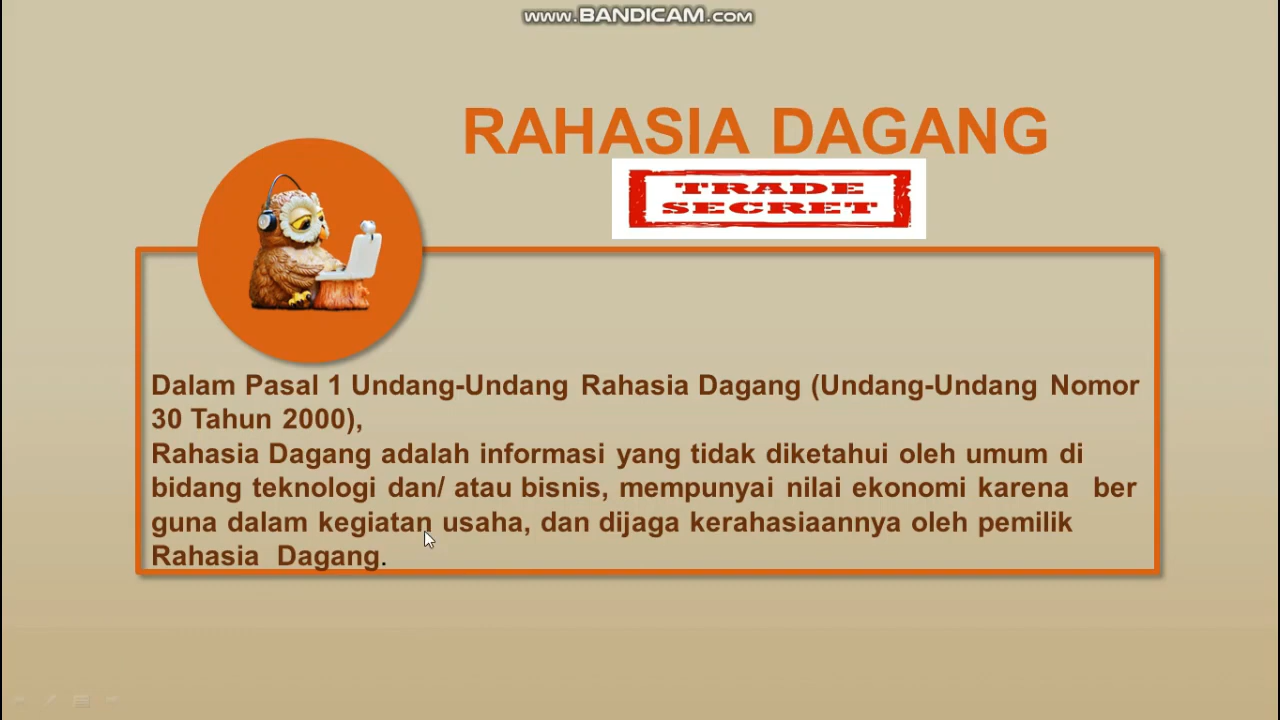 www.BANDICAM.com
RAHASIA DAGANG
TRADE
SECRET
Dalam Pasal 1 Undang-Undang Rahasia Dagang (Undang-Undang Nomor
30 Tahun 2000),
Rahasia Dagang adalah informasi yang tidak diketahui oleh umum di
bidang teknologi dan/ atau bisnis, mempunyai nilai ekonomi karena ber
guna dalam kegiatan usaha, dan dijaga kerahasiaannya oleh pemilik
Rahasia Dagang.